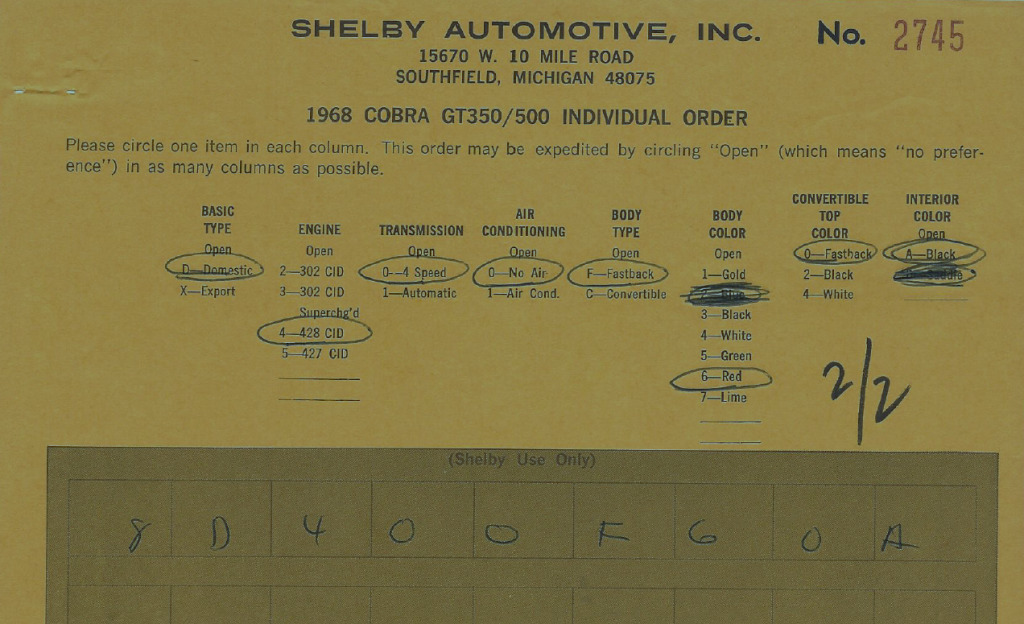 SHELBY AUTOMOTIVE, INC. No. 2745
15670 W. 10 MILE ROAD
SOUTHFIELD, MICHIGAN 48075
1968 COBRA GT350/500 INDIVIDUAL ORDER
Please circle one item in each column. This order may be expedited by circling "Open" (which means "no prefer-
ence") in as many columns as possible.
BASIC
TYPE
Open
D—Domestic
X—Export
ENGINE
Open
2—302 CID
3—302 CID
Superchg'd
4—428 CID
5—427 CID
TRANSMISSION
Open
0—4 Speed
1—Automatic
AIR
CONDITIONING
Open
0—No Air
1—Air Cond.
BODY
TYPE
Open
F—Fastback
C—Convertible
BODY
COLOR
Open
1—Gold
2—Blue
3—Black
4—White
5—Green
6—Red
7—Lime
CONVERTIBLE
TOP
COLOR
0—Fastback
2—Black
4—White
INTERIOR
COLOR
Open
A—Black
Saddle
2/2
(Shelby Use Only)
8 D 4 0 0 F 6 0 A